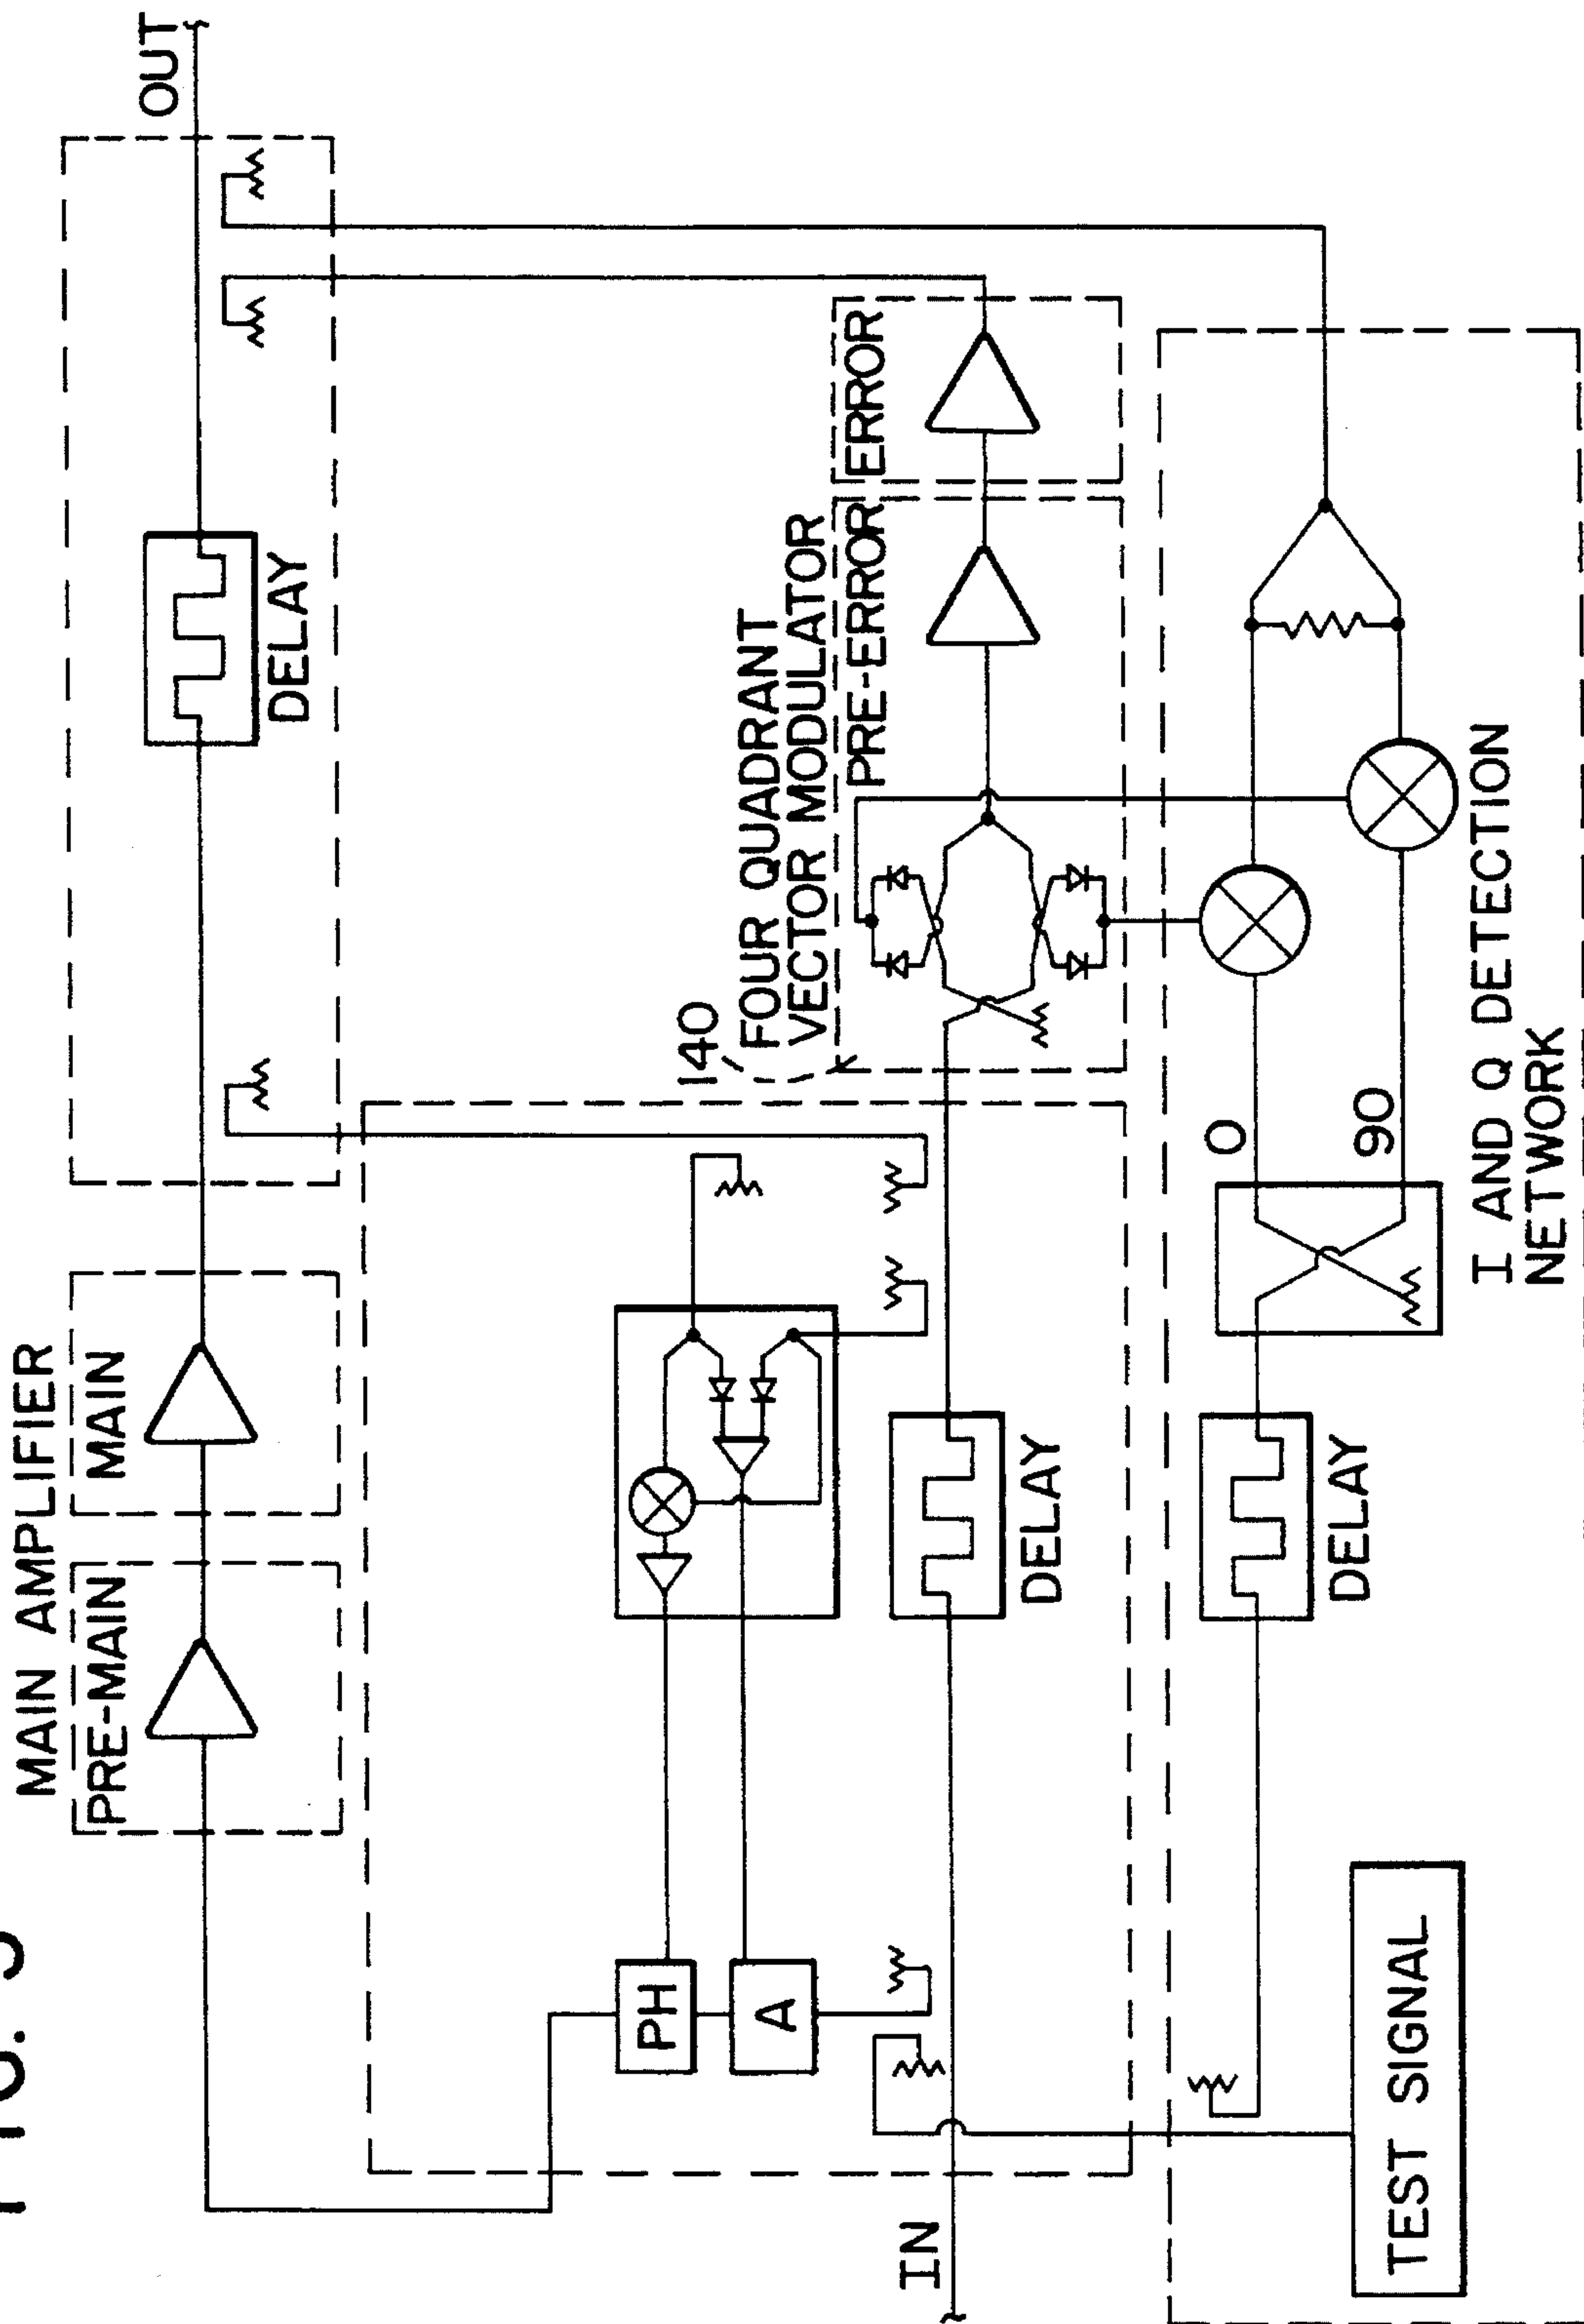 MAIN AMPLIFIER
PRE-MAIN
MAIN
OUT
DELAY
PH
A
140
FOUR QUADRANT
VECTOR MODULATOR
PRE-ERROR
ERROR
IN
DELAY
DELAY
0
90
TEST SIGNAL
I AND Q DETECTION
NETWORK